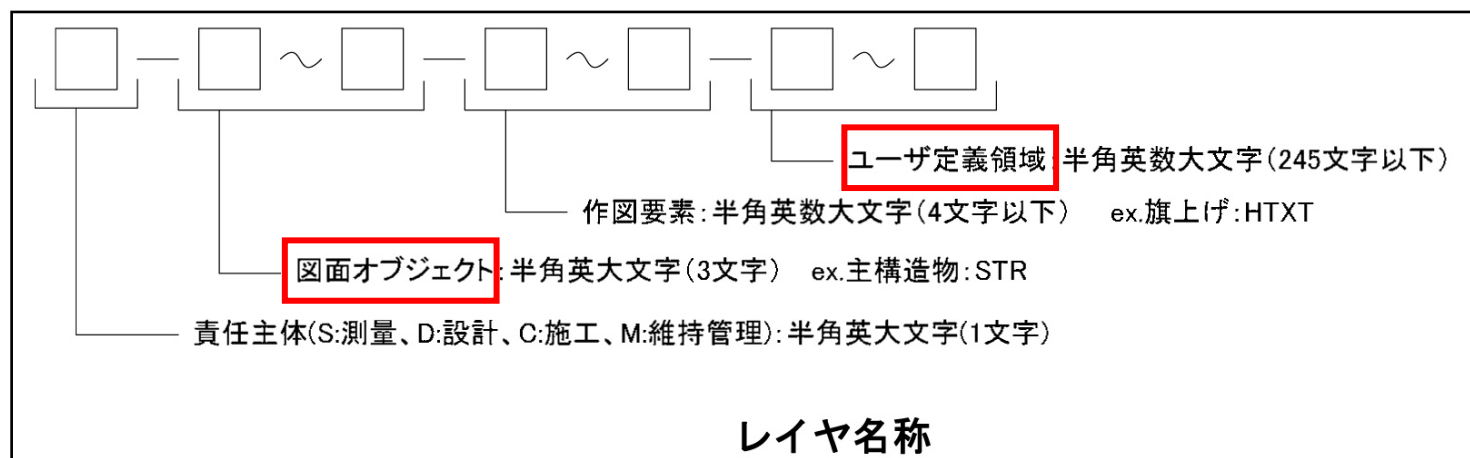 ユーザ定義領域:半角英数大文字(245文字以下)
作図要素:半角英数大文字(4文字以下) ex.旗上げ:HTXT
図面オブジェクト:半角英大文字(3文字) ex.主構造物:STR
責任主体(S:測量、D:設計、C:施工、M:維持管理):半角英大文字(1文字)
レイヤ名称